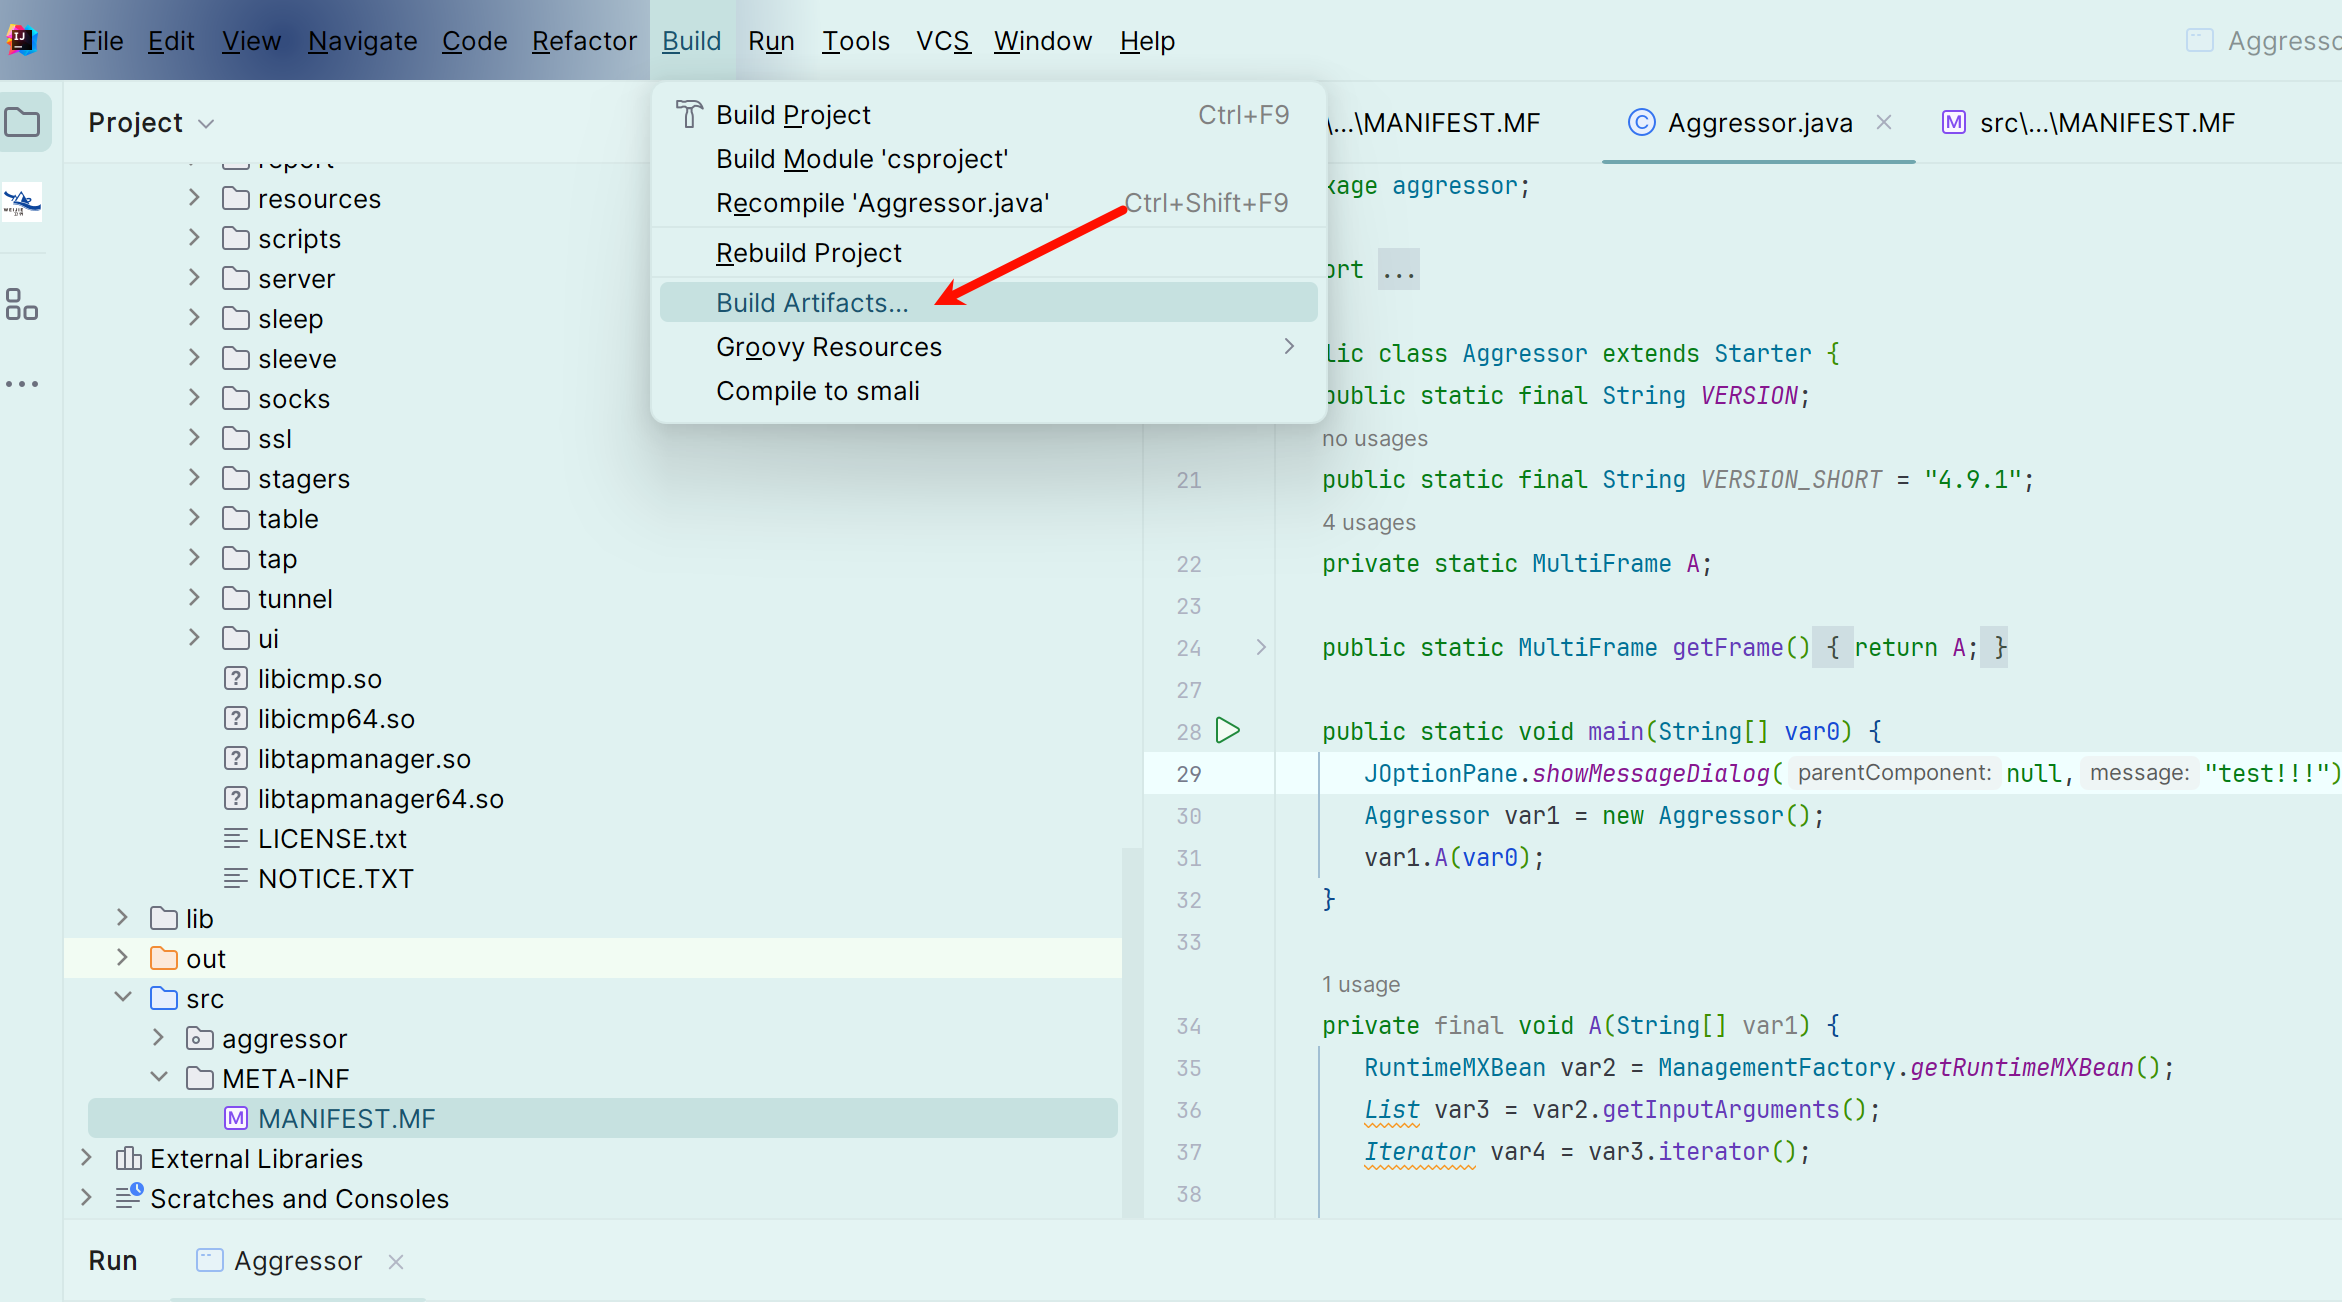 File Edit View Navigate Code Refactor Build Run Tools VCS Window Help
Project
report
resources
scripts
server
sleep
sleeve
socks
ssl
stagers
table
tap
tunnel
ui
libicmp.so
libicmp64.so
libtapmanager.so
libtapmanager64.so
LICENSE.txt
NOTICE.TXT
lib
out
src
aggressor
META-INF
MANIFEST.MF
External Libraries
Scratches and Consoles
Build Project Ctrl+F9
Build Module 'csproject'
Recompile 'Aggressor.java' Ctrl+Shift+F9
Rebuild Project
Build Artifacts...
Groovy Resources
Compile to smali
\...\MANIFEST.MF Aggressor.java src\...\MANIFEST.MF
kage aggressor;
ort ...
lic class Aggressor extends Starter {
public static final String VERSION;
no usages
21 public static final String VERSION_SHORT = "4.9.1";
4 usages
22 private static MultiFrame A;
23
24 public static MultiFrame getFrame() { return A; }
27
28 public static void main(String[] var0) {
29 JOptionPane.showMessageDialog( parentComponent: null, message: "test!!!")
30 Aggressor var1 = new Aggressor();
31 var1.A(var0);
32 }
33
1 usage
34 private final void A(String[] var1) {
35 RuntimeMXBean var2 = ManagementFactory.getRuntimeMXBean();
36 List var3 = var2.getInputArguments();
37 Iterator var4 = var3.iterator();
38
Run Aggressor